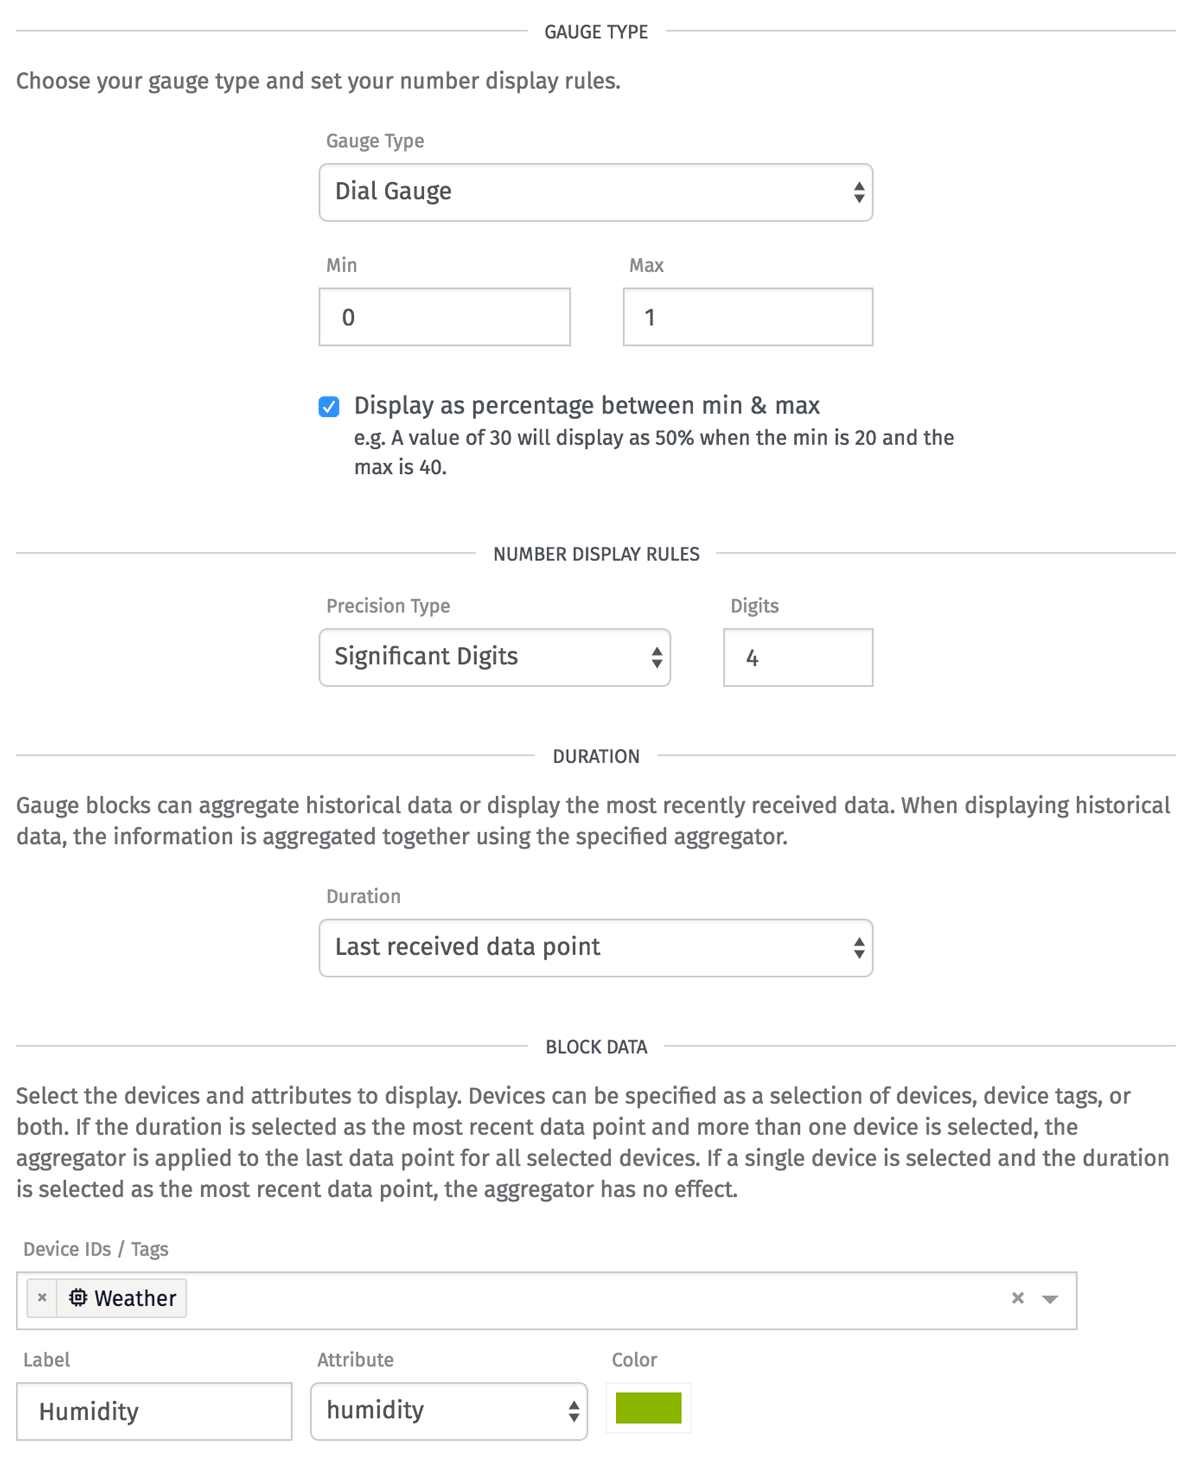 GAUGE TYPE
Choose your gauge type and set your number display rules.
Gauge Type
Dial Gauge
Min
Max
0
1
Display as percentage between min & max
e.g. A value of 30 will display as 50% when the min is 20 and the
max is 40.
NUMBER DISPLAY RULES
Precision Type
Digits
Significant Digits
4
DURATION
Gauge blocks can aggregate historical data or display the most recently received data. When displaying historical
data, the information is aggregated together using the specified aggregator.
Duration
Last received data point
BLOCK DATA
Select the devices and attributes to display. Devices can be specified as a selection of devices, device tags, or
both. If the duration is selected as the most recent data point and more than one device is selected, the
aggregator is applied to the last data point for all selected devices. If a single device is selected and the duration
is selected as the most recent data point, the aggregator has no effect.
Device IDs / Tags
× Weather ×
Label
Attribute
Color
Humidity
humidity